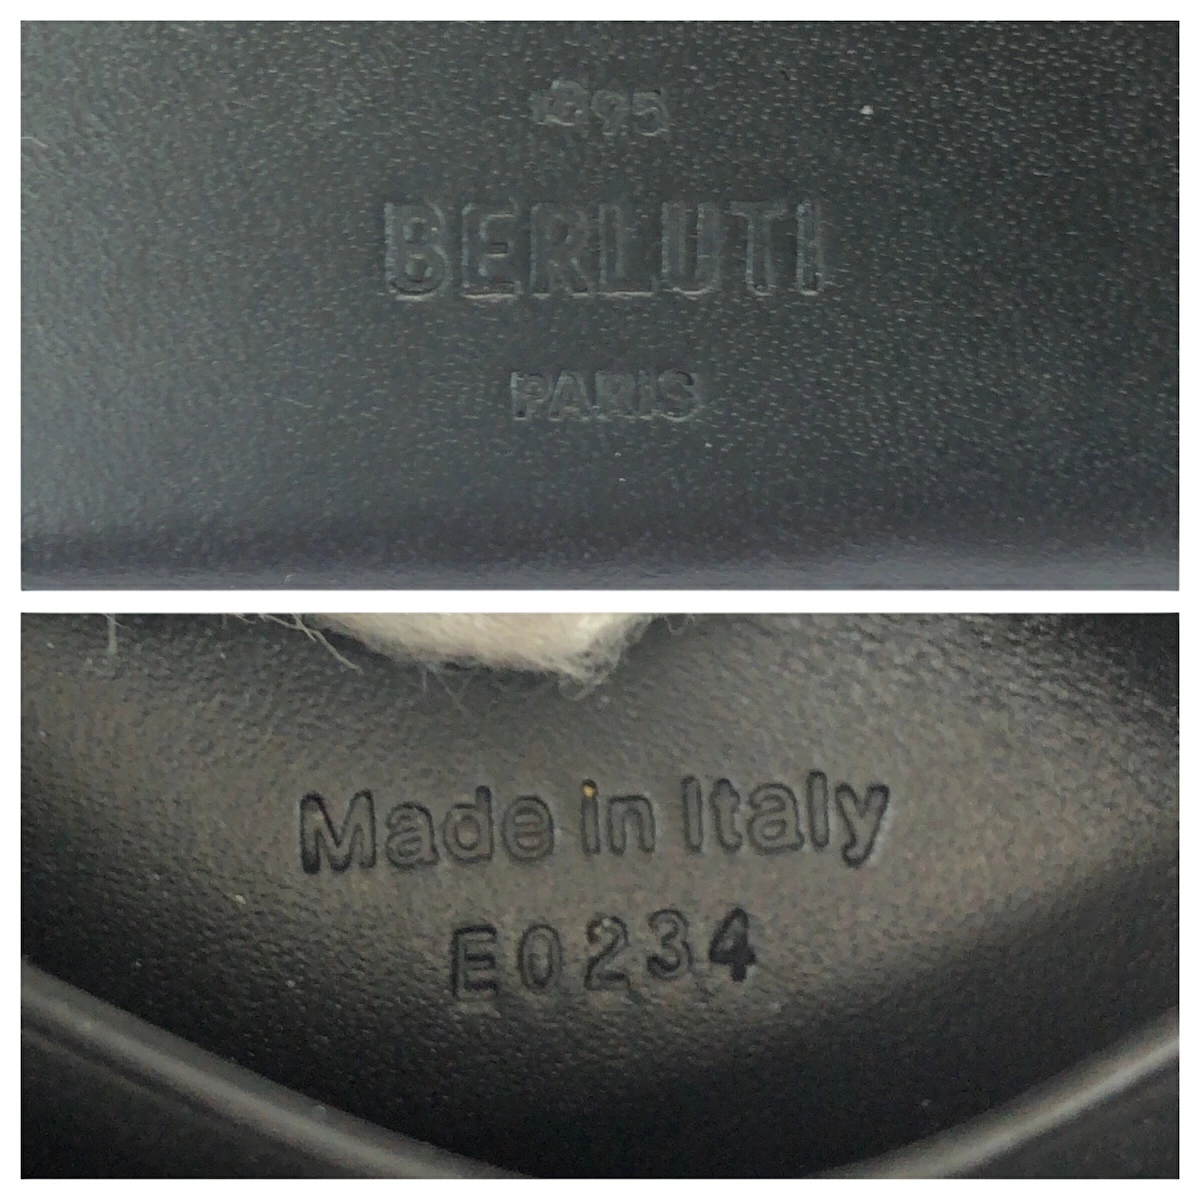 1895
BERLUTI
PARIS
Made in Italy
E0234